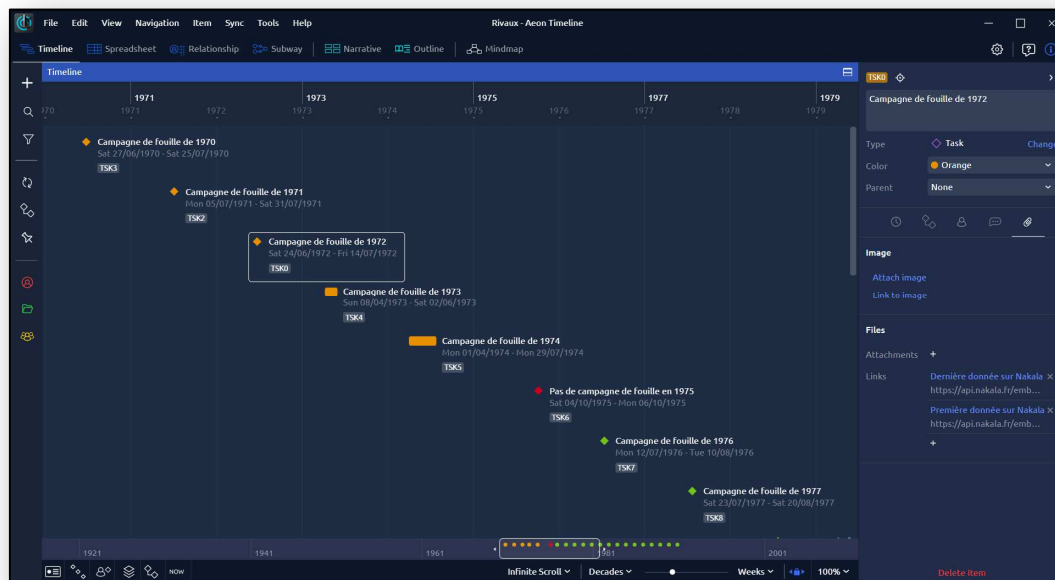 File Edit View Navigation Item Sync Tools Help Rivaux - Aeon Timeline
Timeline Spreadsheet Relationship Subway Narrative Outline Mindmap
Timeline
1971 1973 1975 1977 1979
1971 1972 1973 1974 1975 1976 1977 1978 1979
Campagne de fouille de 1970
Sat 27/06/1970 - Sat 25/07/1970
TSK3
Campagne de fouille de 1971
Mon 05/07/1971 - Sat 31/07/1971
TSK2
Campagne de fouille de 1972
Sat 24/06/1972 - Fri 14/07/1972
TSK0
Campagne de fouille de 1973
Sun 08/04/1973 - Sat 02/06/1973
TSK4
Campagne de fouille de 1974
Mon 01/04/1974 - Mon 29/07/1974
TSK5
Pas de campagne de fouille en 1975
Sat 04/10/1975 - Mon 06/10/1975
TSK6
Campagne de fouille de 1976
Mon 12/07/1976 - Tue 10/08/1976
TSK7
Campagne de fouille de 1977
Sat 23/07/1977 - Sat 20/08/1977
TSK8
1921 1941 1961 1981 2001
NOW Infinite Scroll Decades Weeks 100%
TSK0
Campagne de fouille de 1972
Type Task Change
Color Orange
Parent None
Image
Attach image
Link to image
Files
Attachments +
Links Dernière donnée sur Nakala ×
https://api.nakala.fr/emb...
Première donnée sur Nakala ×
https://api.nakala.fr/emb...
+
Delete Item